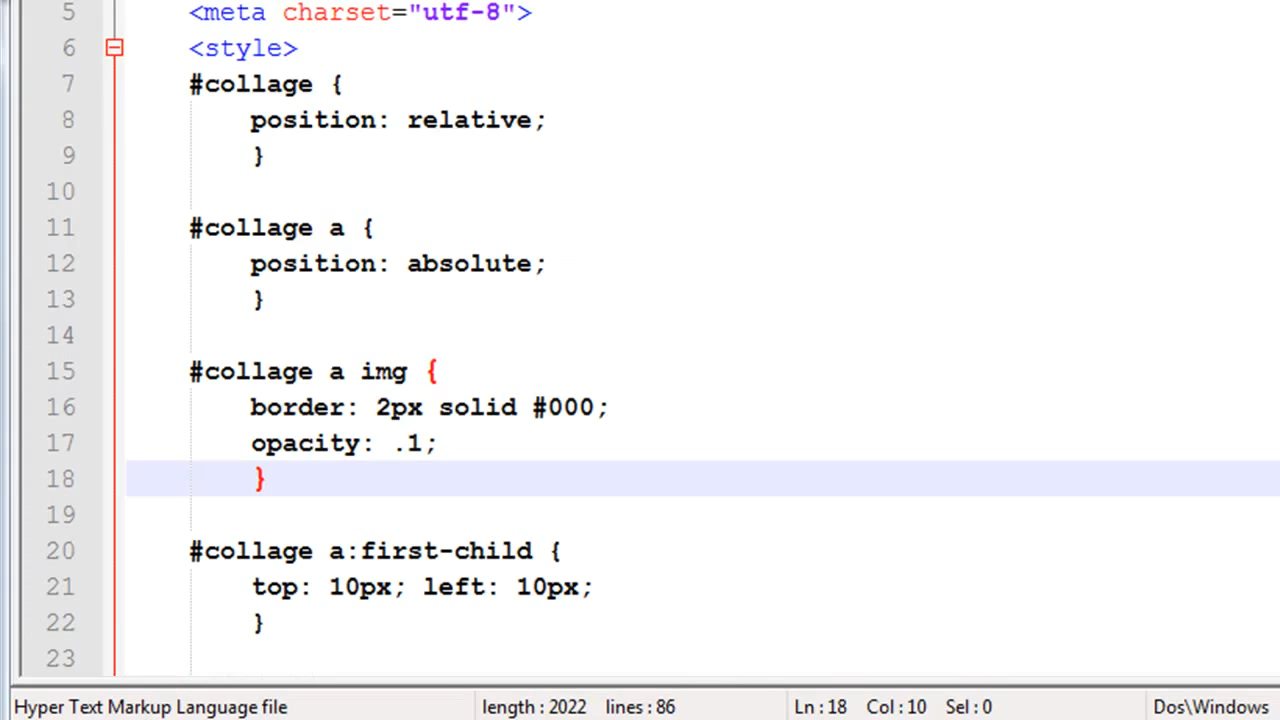 5 <meta charset="utf-8">
6 <style>
7 #collage {
8 position: relative;
9 }
10
11 #collage a {
12 position: absolute;
13 }
14
15 #collage a img {
16 border: 2px solid #000;
17 opacity: .1;
18 }
19
20 #collage a:first-child {
21 top: 10px; left: 10px;
22 }
23
Hyper Text Markup Language file length : 2022 lines : 86 Ln : 18 Col : 10 Sel : 0 Dos\Windows